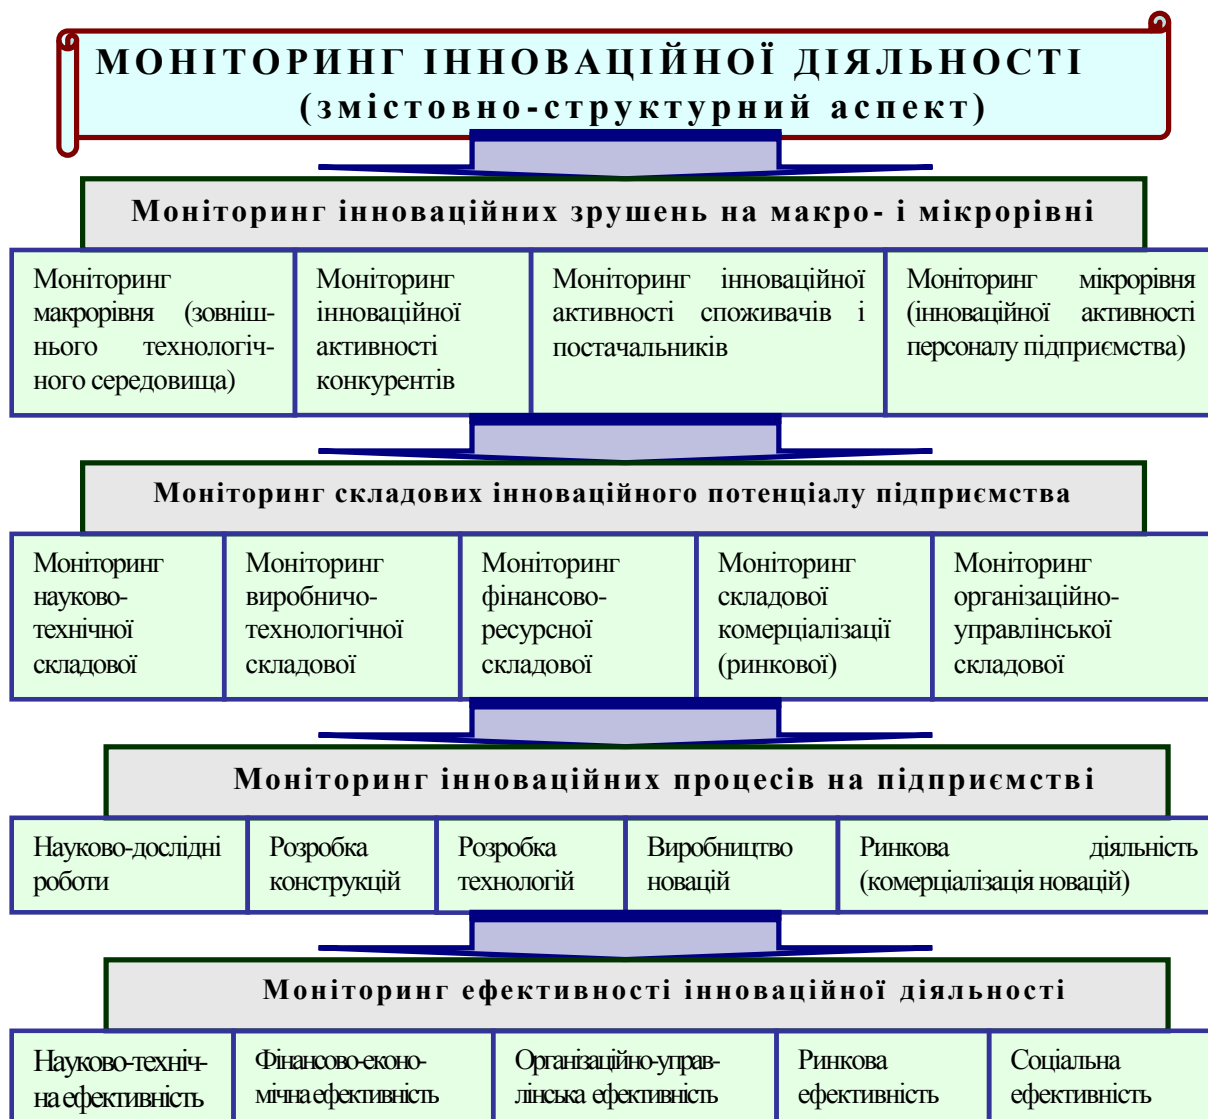 МОНІТОРИНГ ІННОВАЦІЙНОЇ ДІЯЛЬНОСТІ
(змістовно-структурний аспект)
Моніторинг інноваційних зрушень на макро- і мікрорівні
Моніторинг
макрорівня (зовніш-
нього технологіч-
ного середовища)
Моніторинг
інноваційної
активності
конкурентів
Моніторинг інноваційної
активності споживачів і
постачальників
Моніторинг мікрорівня
(інноваційної активності
персоналу підприємства)
Моніторинг складових інноваційного потенціалу підприємства
Моніторинг
науково-
технічної
складової
Моніторинг
виробничо-
технологічної
складової
Моніторинг
фінансово-
ресурсної
складової
Моніторинг
складової
комерціалізації
(ринкової)
Моніторинг
організаційно-
управлінської
складової
Моніторинг інноваційних процесів на підприємстві
Науково-дослідні
роботи
Розробка
конструкцій
Розробка
технологій
Виробництво
новацій
Ринкова діяльність
(комерціалізація новацій)
Моніторинг ефективності інноваційної діяльності
Науково-техніч-
на ефективність
Фінансово-еконо-
мічна ефективність
Організаційно-управ-
лінська ефективність
Ринкова
ефективність
Соціальна
ефективність